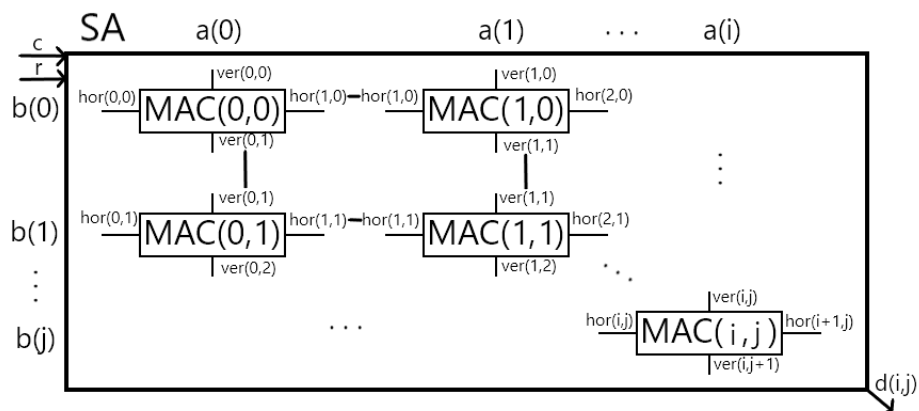 SA a(0) a(1) ... a(i)
c
r
ver(0,0) ver(1,0)
b(0) hor(0,0) MAC(0,0) hor(1,0) hor(1,0) MAC(1,0) hor(2,0)
ver(0,1) ver(1,1)
ver(0,1) ver(1,1)
b(1) hor(0,1) MAC(0,1) hor(1,1) hor(1,1) MAC(1,1) hor(2,1)
ver(0,2) ver(1,2)
ver(i,j)
b(j) ... hor(i,j) MAC(i,j) hor(i+1,j)
ver(i,j+1)
d(i,j)